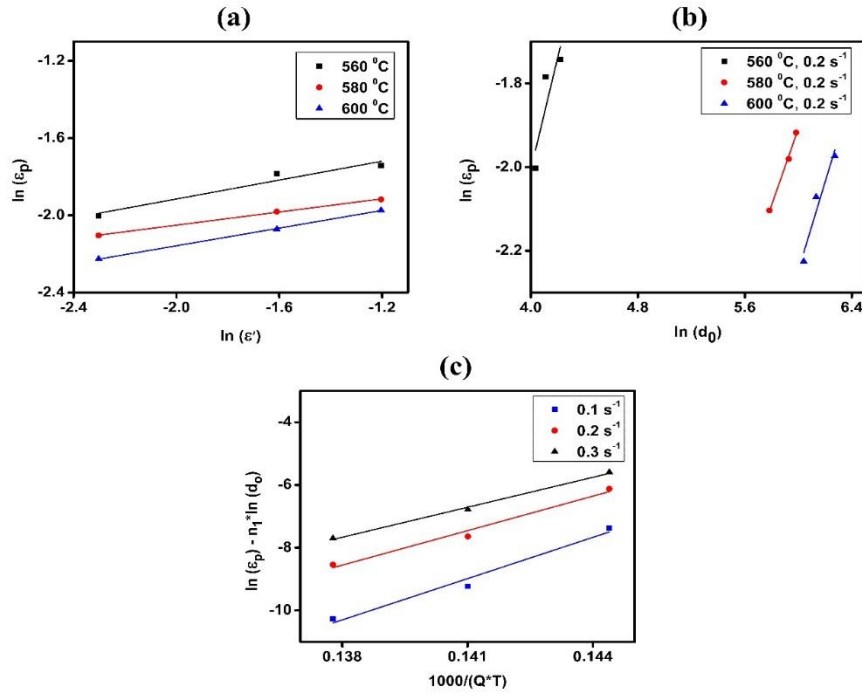 (a)
-1.2
-1.6
-2.0
-2.4
ln (εp)
560 ⁰C
580 ⁰C
600 ⁰C
-2.4
-2.0
-1.6
-1.2
ln (ε')
(b)
-1.8
-2.0
-2.2
ln (εp)
560 ⁰C, 0.2 s⁻¹
580 ⁰C, 0.2 s⁻¹
600 ⁰C, 0.2 s⁻¹
4.0
4.8
5.6
6.4
ln (d0)
(c)
-4
-6
-8
-10
ln (εp) - n1*ln (do)
0.1 s⁻¹
0.2 s⁻¹
0.3 s⁻¹
0.138
0.141
0.144
1000/(Q*T)